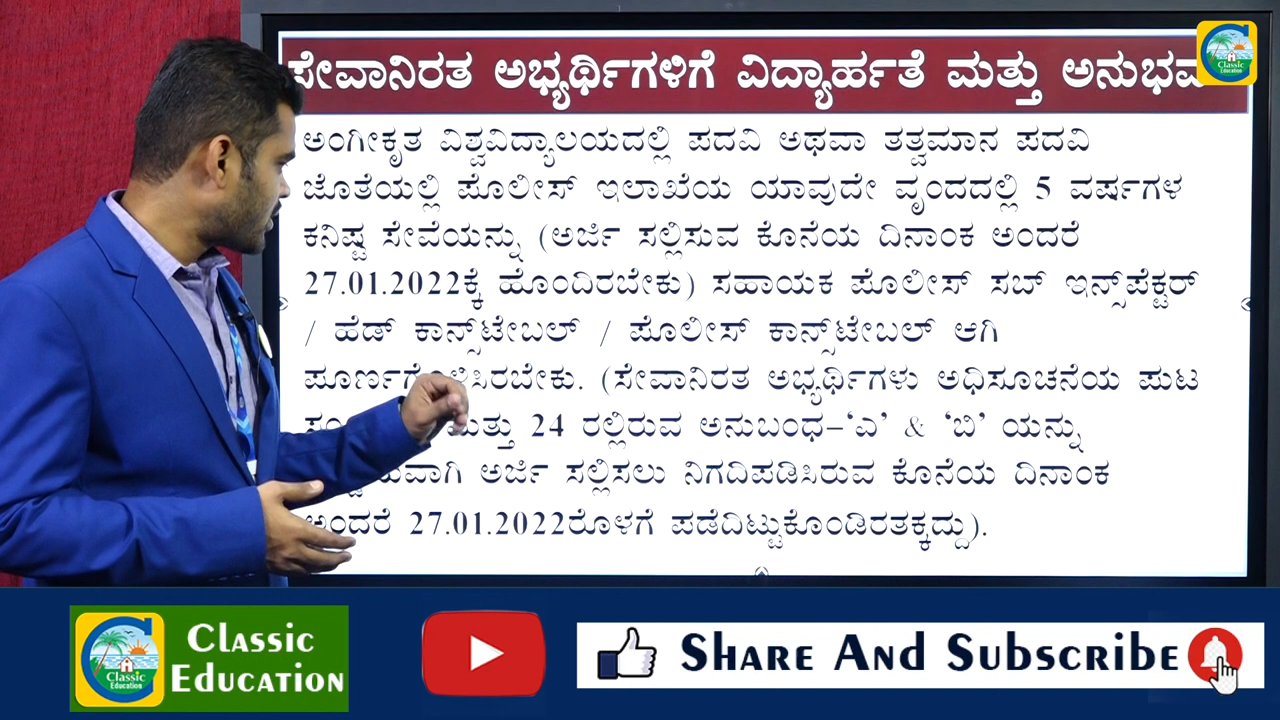 ಸೇವಾನಿರತ ಅಭ್ಯರ್ಥಿಗಳಿಗೆ ವಿದ್ಯಾರ್ಹತೆ ಮತ್ತು ಅನುಭವ
Classic
Education
ಅಂಗೀಕೃತ ವಿಶ್ವವಿದ್ಯಾಲಯದಲ್ಲಿ ಪದವಿ ಅಥವಾ ತತ್ವಮಾನ ಪದವಿ
ಜೊತೆಯಲ್ಲಿ ಪೊಲೀಸ್ ಇಲಾಖೆಯ ಯಾವುದೇ ವೃಂದದಲ್ಲಿ 5 ವರ್ಷಗಳ
ಕನಿಷ್ಟ ಸೇವೆಯನ್ನು (ಅರ್ಜಿ ಸಲ್ಲಿಸುವ ಕೊನೆಯ ದಿನಾಂಕ ಅಂದರೆ
27.01.2022ಕ್ಕೆ ಹೊಂದಿರಬೇಕು) ಸಹಾಯಕ ಪೊಲೀಸ್ ಸಬ್ ಇನ್ಸ್‌ಪೆಕ್ಟರ್
/ ಹೆಡ್ ಕಾನ್ಸ್‌ಟೇಬಲ್ / ಪೊಲೀಸ್ ಕಾನ್ಸ್‌ಟೇಬಲ್ ಆಗಿ
(ಸೇವಾನಿರತ ಅಭ್ಯರ್ಥಿಗಳು ಅಧಿಸೂಚನೆಯ ಪುಟ
24 ರಲ್ಲಿರುವ ಅನುಬಂಧ–‘ಎ’ & ‘ಬಿ’ ಯನ್ನು
ಅರ್ಜಿ ಸಲ್ಲಿಸಲು ನಿಗದಿಪಡಿಸಿರುವ ಕೊನೆಯ ದಿನಾಂಕ
ಅಂದರೆ 27.01.2022ರೊಳಗೆ ಪಡೆದಿಟ್ಟುಕೊಂಡಿರತಕ್ಕದ್ದು).
Classic
Education
Classic
Education
Share And Subscribe